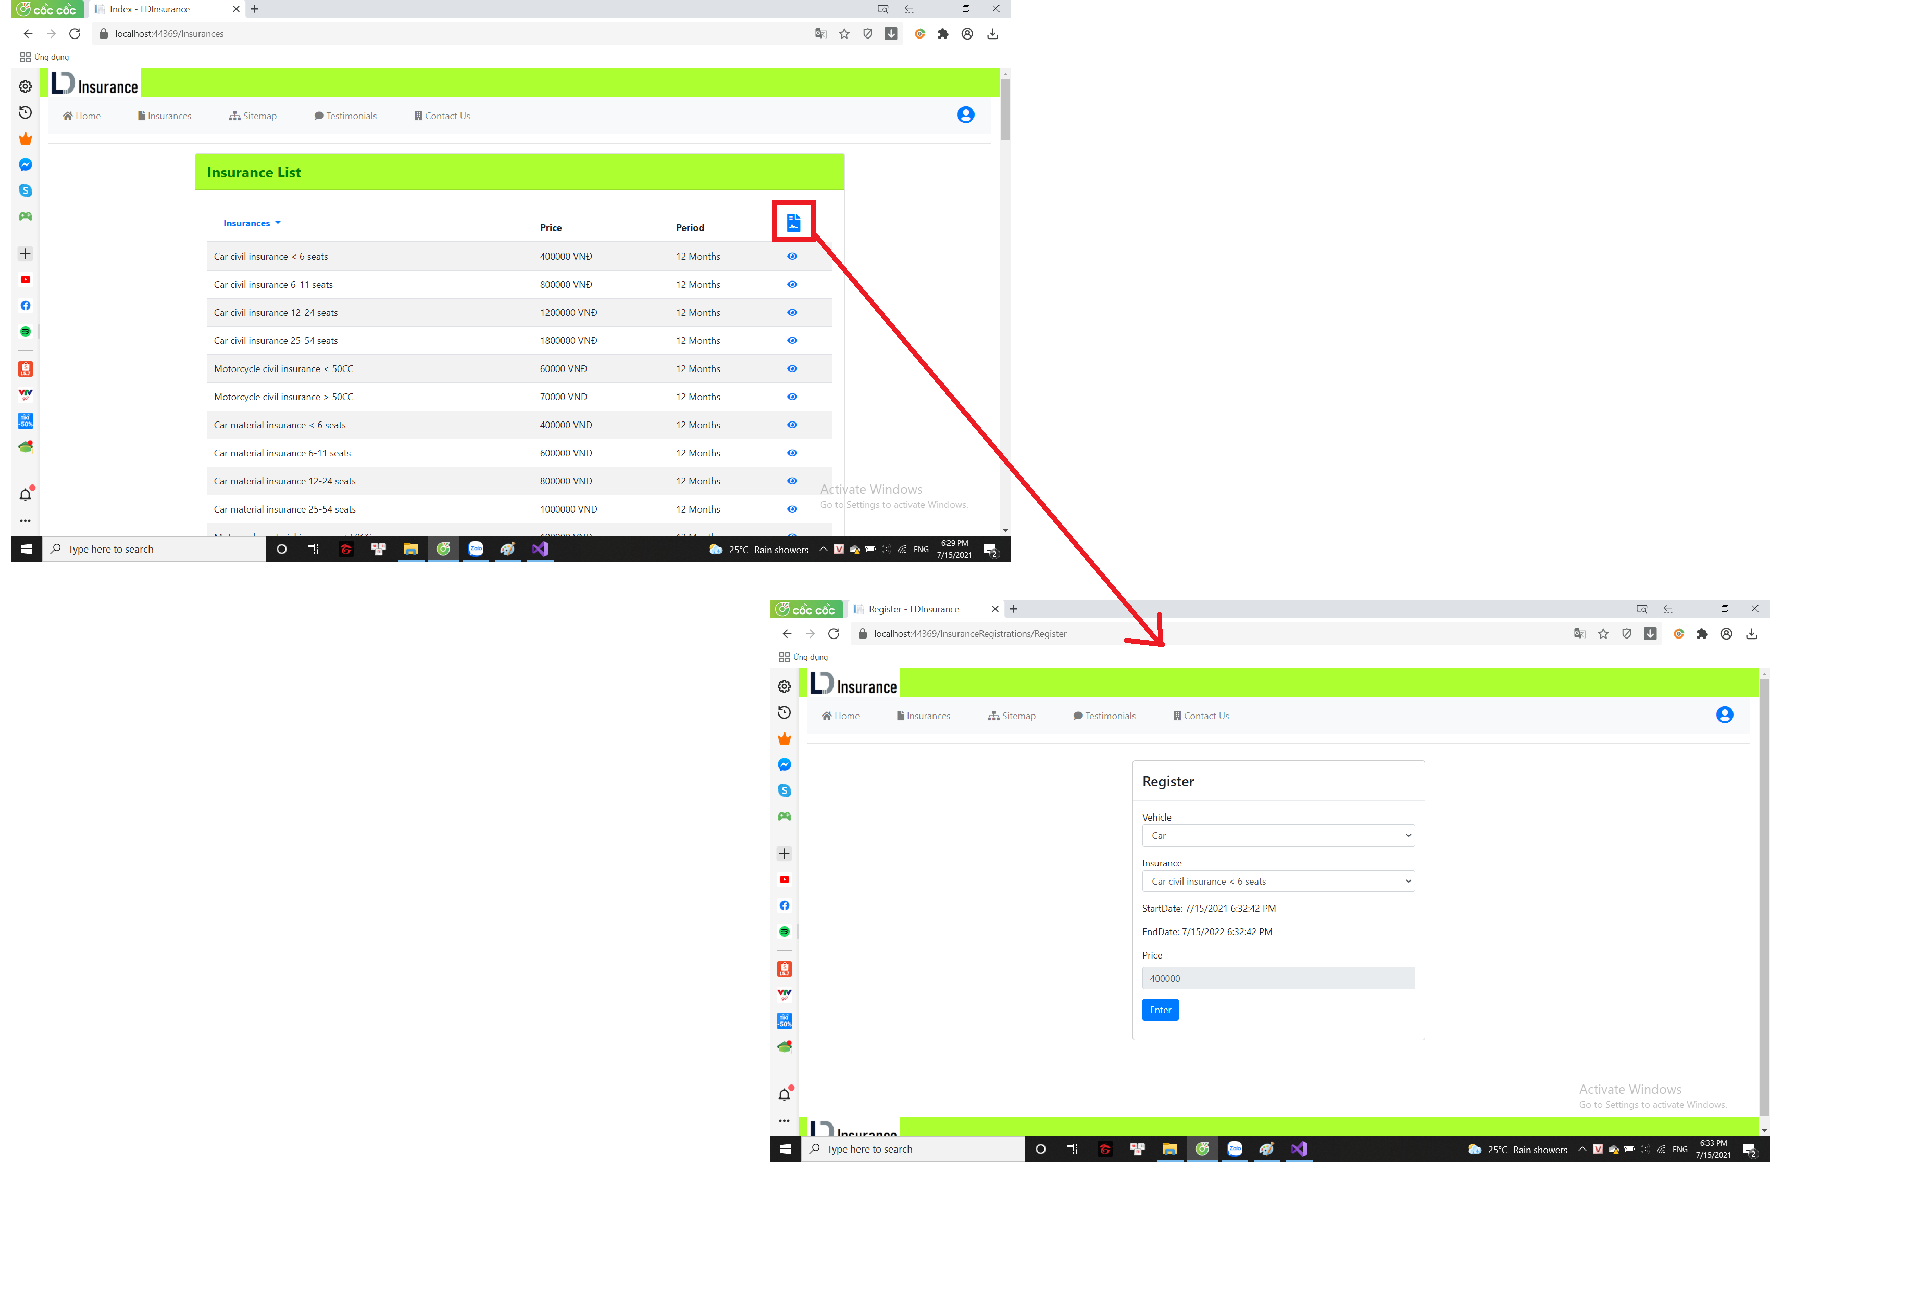 cốc cốc
Index - LDInsurance
localhost:44369/Insurances
Ứng dụng
LD Insurance
Home
Insurances
Sitemap
Testimonials
Contact Us
Insurance List
Insurances
Price
Period
Car civil insurance < 6 seats 400000 VNĐ 12 Months
Car civil insurance 6-11 seats 800000 VNĐ 12 Months
Car civil insurance 12-24 seats 1200000 VNĐ 12 Months
Car civil insurance 25-54 seats 1800000 VNĐ 12 Months
Motorcycle civil insurance < 50CC 60000 VNĐ 12 Months
Motorcycle civil insurance > 50CC 70000 VNĐ 12 Months
Car material insurance < 6 seats 400000 VNĐ 12 Months
Car material insurance 6-11 seats 600000 VNĐ 12 Months
Car material insurance 12-24 seats 800000 VNĐ 12 Months
Car material insurance 25-54 seats 1000000 VNĐ 12 Months
Activate Windows
Go to Settings to activate Windows.
Type here to search
Zalo
25°C Rain showers
ENG
6:29 PM
7/15/2021
2
cốc cốc
Register - LDInsurance
localhost:44369/InsuranceRegistrations/Register
Ứng dụng
LD Insurance
Home
Insurances
Sitemap
Testimonials
Contact Us
Register
Vehicle
Car
Insurance
Car civil insurance < 6 seats
StartDate: 7/15/2021 6:32:42 PM
EndDate: 7/15/2022 6:32:42 PM
Price
400000
Enter
Activate Windows
Go to Settings to activate Windows.
LD Insurance
Type here to search
Zalo
25°C Rain showers
ENG
6:33 PM
7/15/2021
2